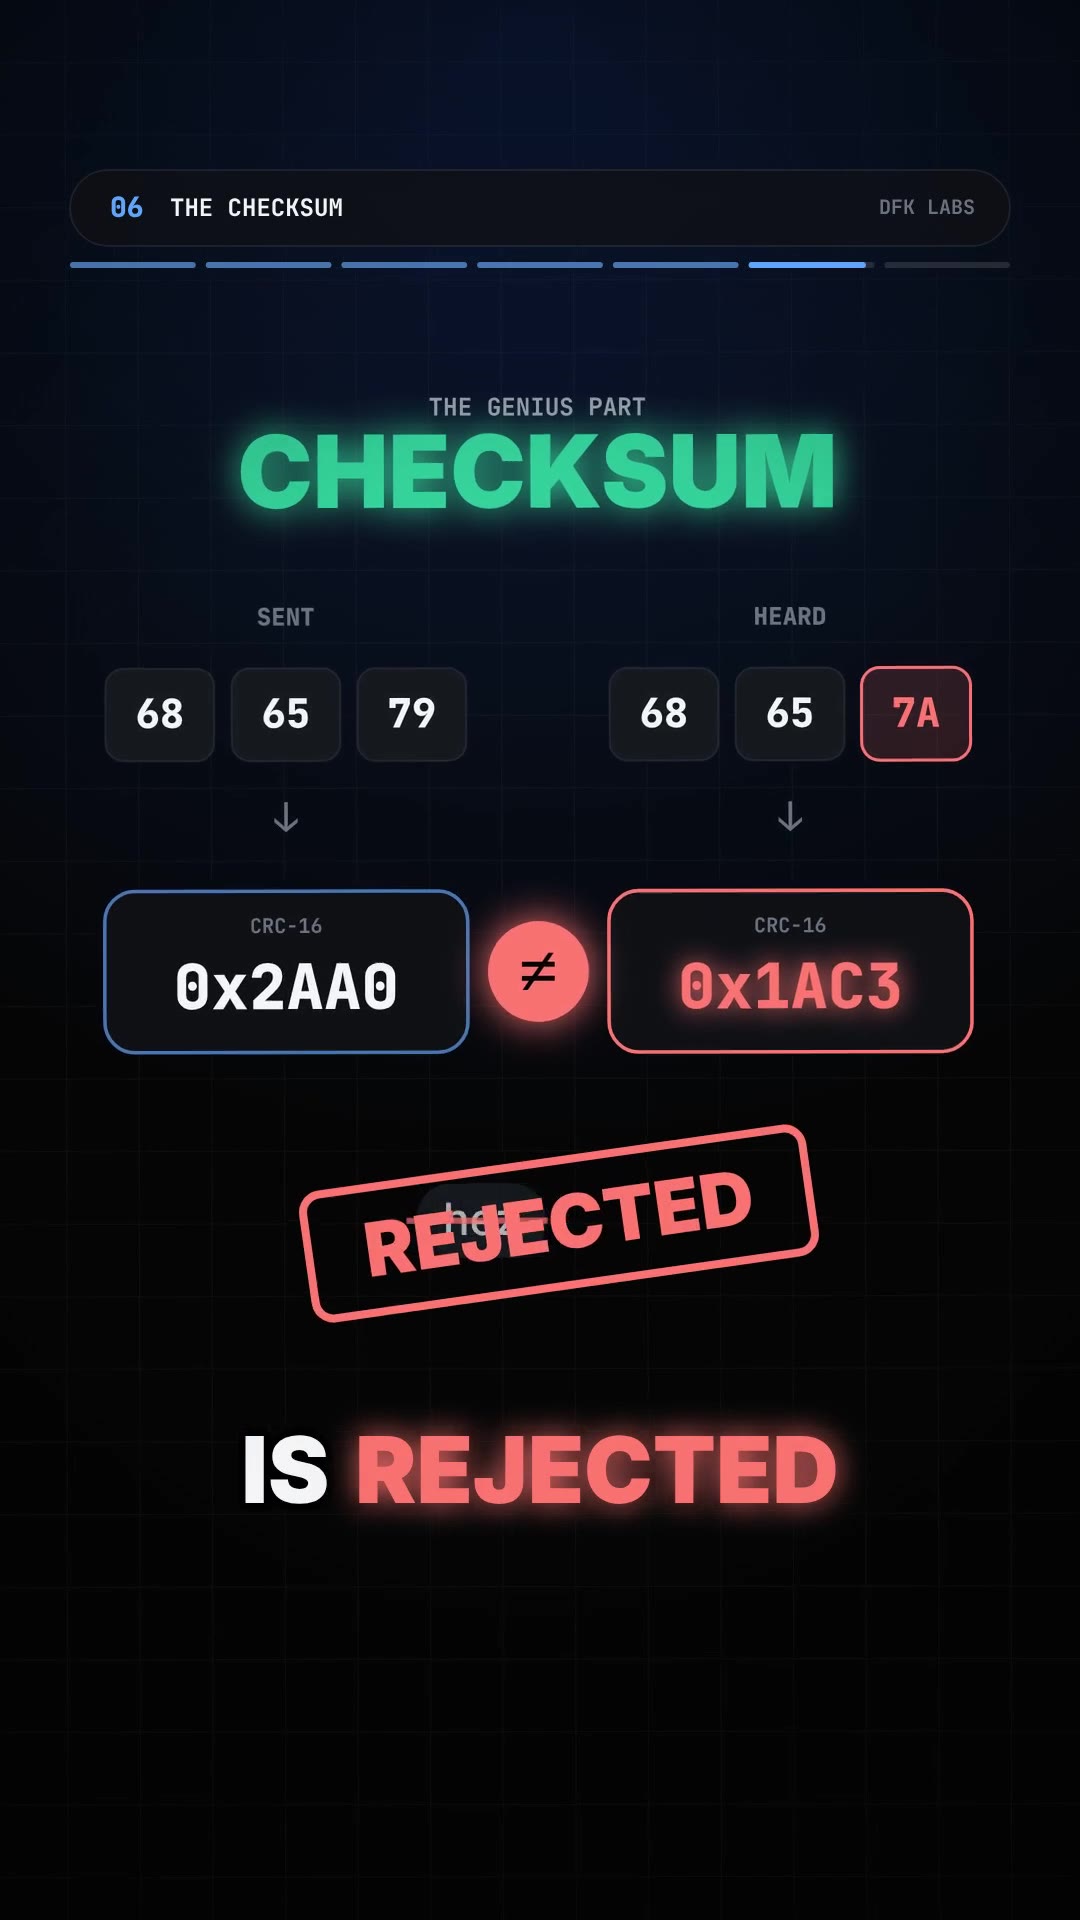 06 THE CHECKSUM DFK LABS
THE GENIUS PART
CHECKSUM
SENT HEARD
68 65 79 68 65 7A
↓ ↓
CRC-16 CRC-16
0x2AA0 ≠ 0x1AC3
REJECTED
IS REJECTED